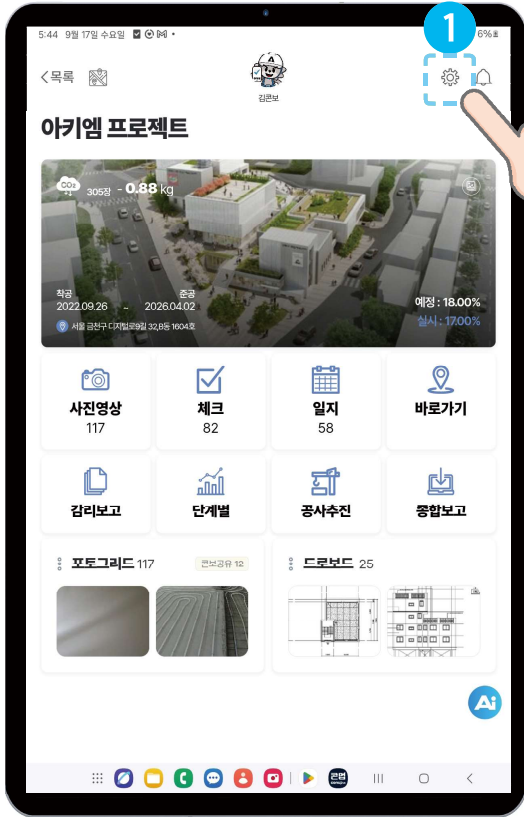 1
5:44 9월 17일 수요일
6%
<목록
김콘보
아키엠 프로젝트
CO₂ 305장 - 0.88 kg
착공 준공
2022.09.26 ~ 2026.04.02
예정 : 18.00%
서울 금천구 디지털로9길 32,B동 1604호
실시 : 17.00%
사진영상 체크 일지 바로가기
117 82 58
감리보고 단계별 공사추진 종합보고
포토그리드 117 콘보공유 12 드로보드 25
Ai
콘업